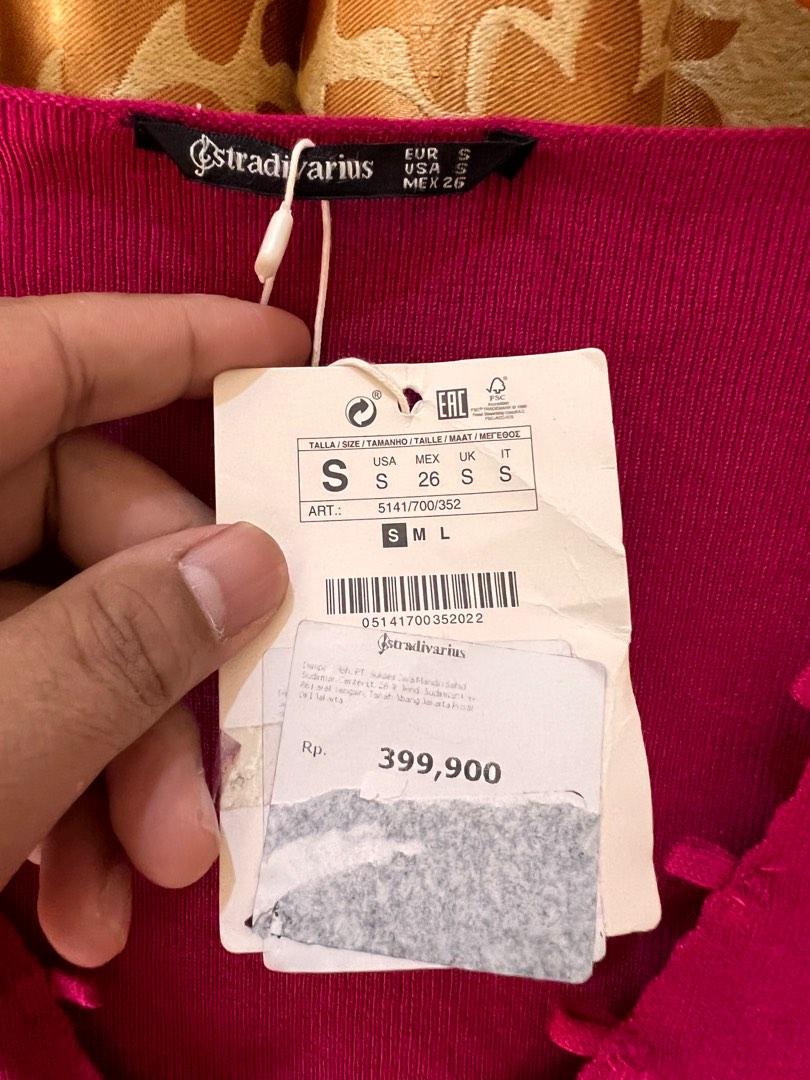 stradivarius
EUR S
USA S
MEX 26
®
EAC
FSC
TALLA / SIZE / TAMANHO / TAILLE / MAAT / ΜΕΓΕΘΟΣ
S USA S MEX 26 UK S IT S
ART.: 5141/700/352
S M L
05141700352022
stradivarius
Rp. 399,900